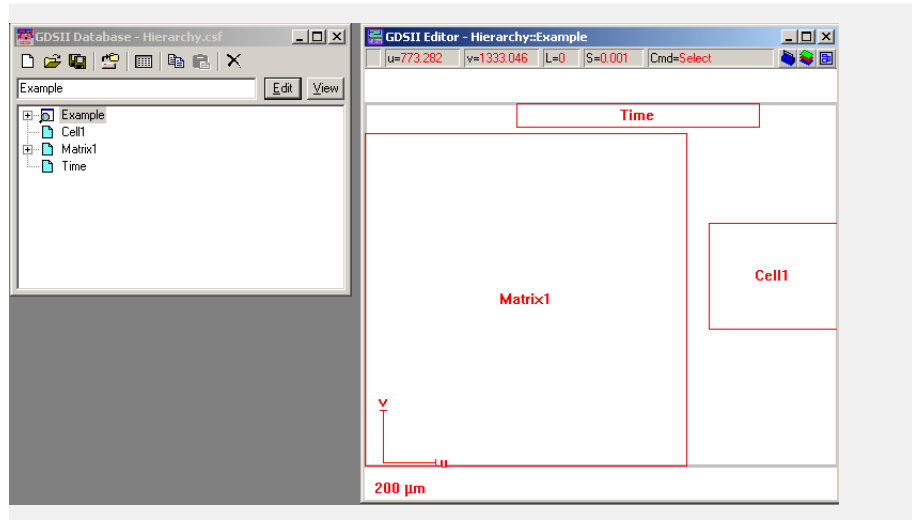 GDSII Database - Hierarchy.csf
Example
Edit
View
Example
Cell1
Matrix1
Time
GDSII Editor - Hierarchy::Example
u=773.282 v=1333.046 L=0 S=0.001 Cmd=Select
Time
Matrix1
Cell1
v
u
200 µm